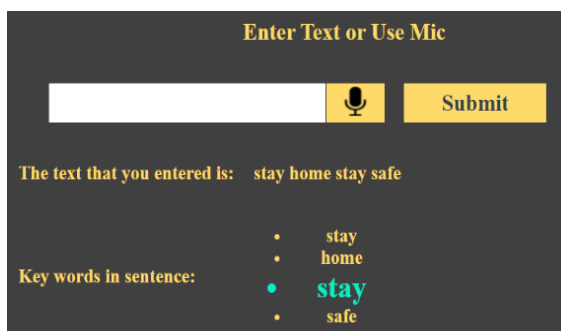 Enter Text or Use Mic
Submit
The text that you entered is: stay home stay safe
Key words in sentence:
• stay
• home
• stay
• safe